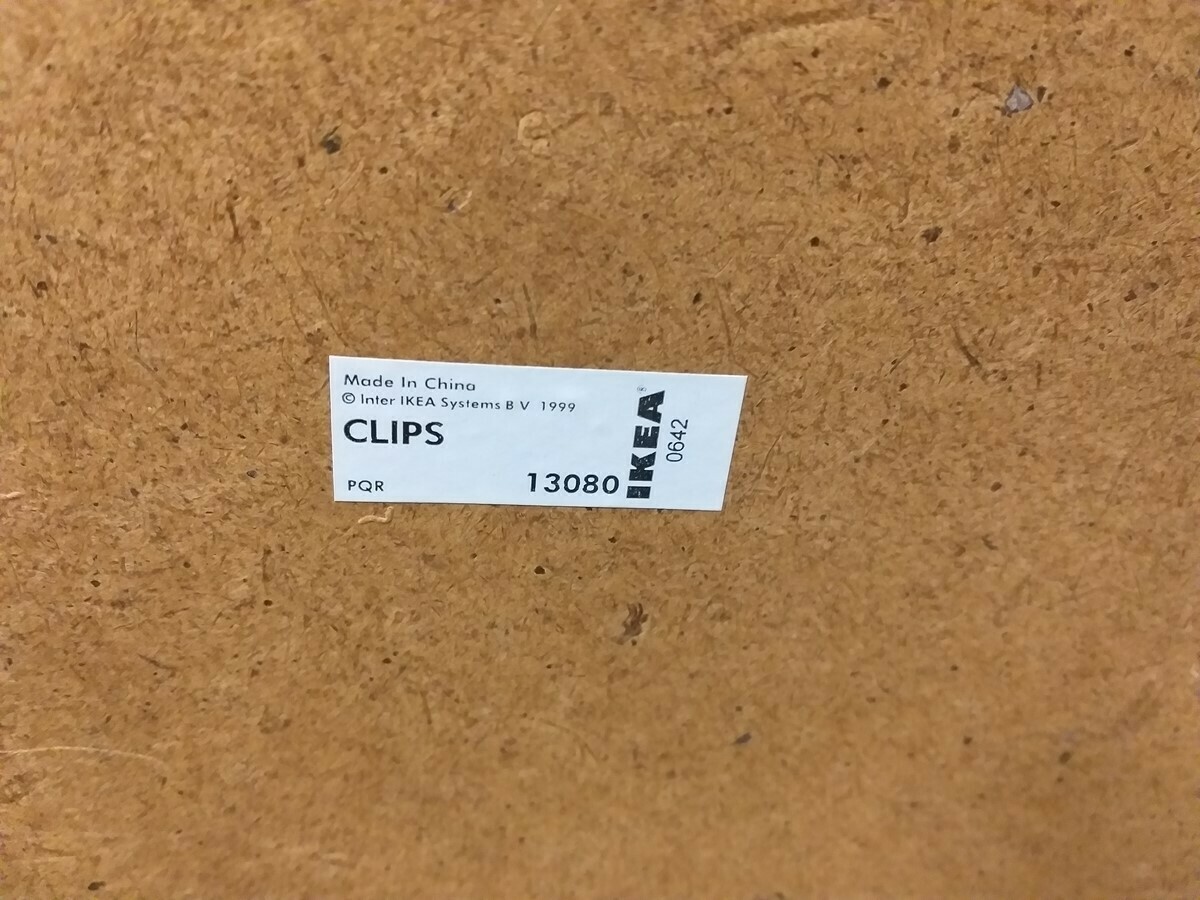 Made In China
© Inter IKEA Systems B V 1999
CLIPS
PQR
13080
IKEA®
0642